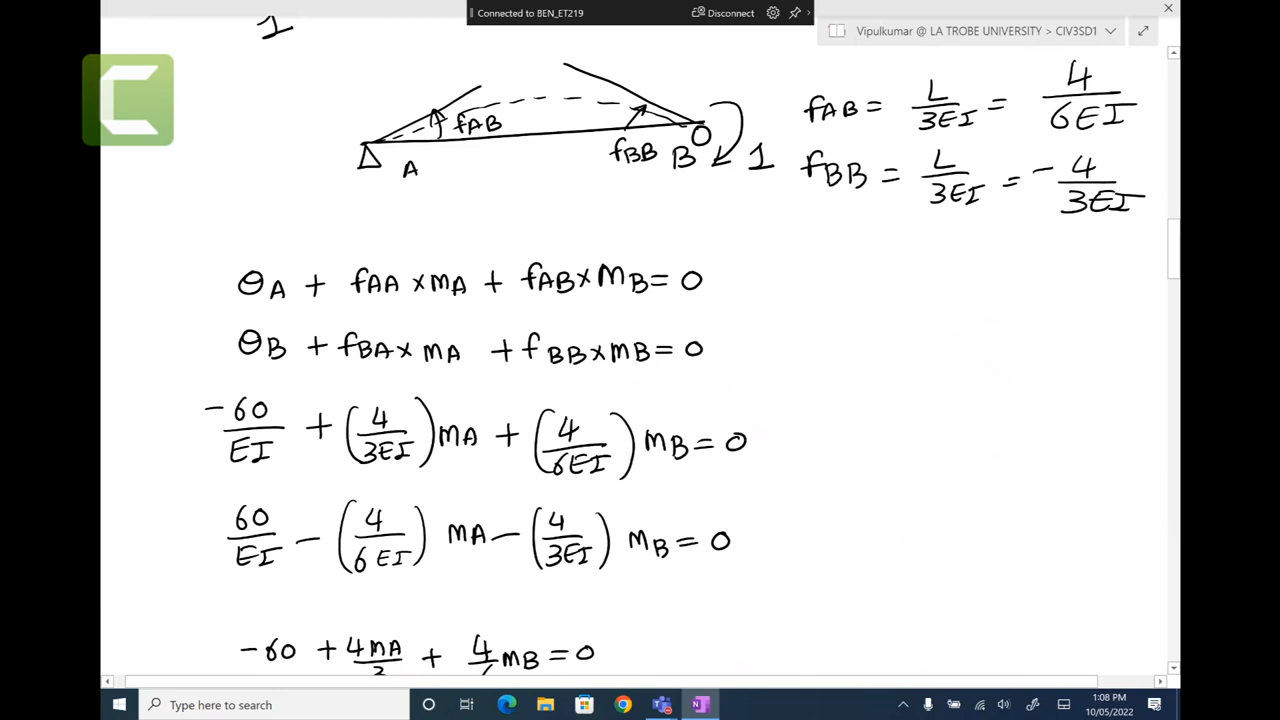 Connected to BEN_ET219
Disconnect
Vipulkumar @ LA TROBE UNIVERSITY > CIV3SD1
1
fAB
A
fBB
B
1
fAB = L/3EI = 4/6EI
fBB = L/3EI = -4/3EI
θA + fAA × MA + fAB × MB = 0
θB + fBA × MA + fBB × MB = 0
-60/EI + (4/3EI) MA + (4/6EI) MB = 0
60/EI - (4/6EI) MA - (4/3EI) MB = 0
-60 + 4MA/3 + 4/6 MB = 0
Type here to search
1:08 PM
10/05/2022